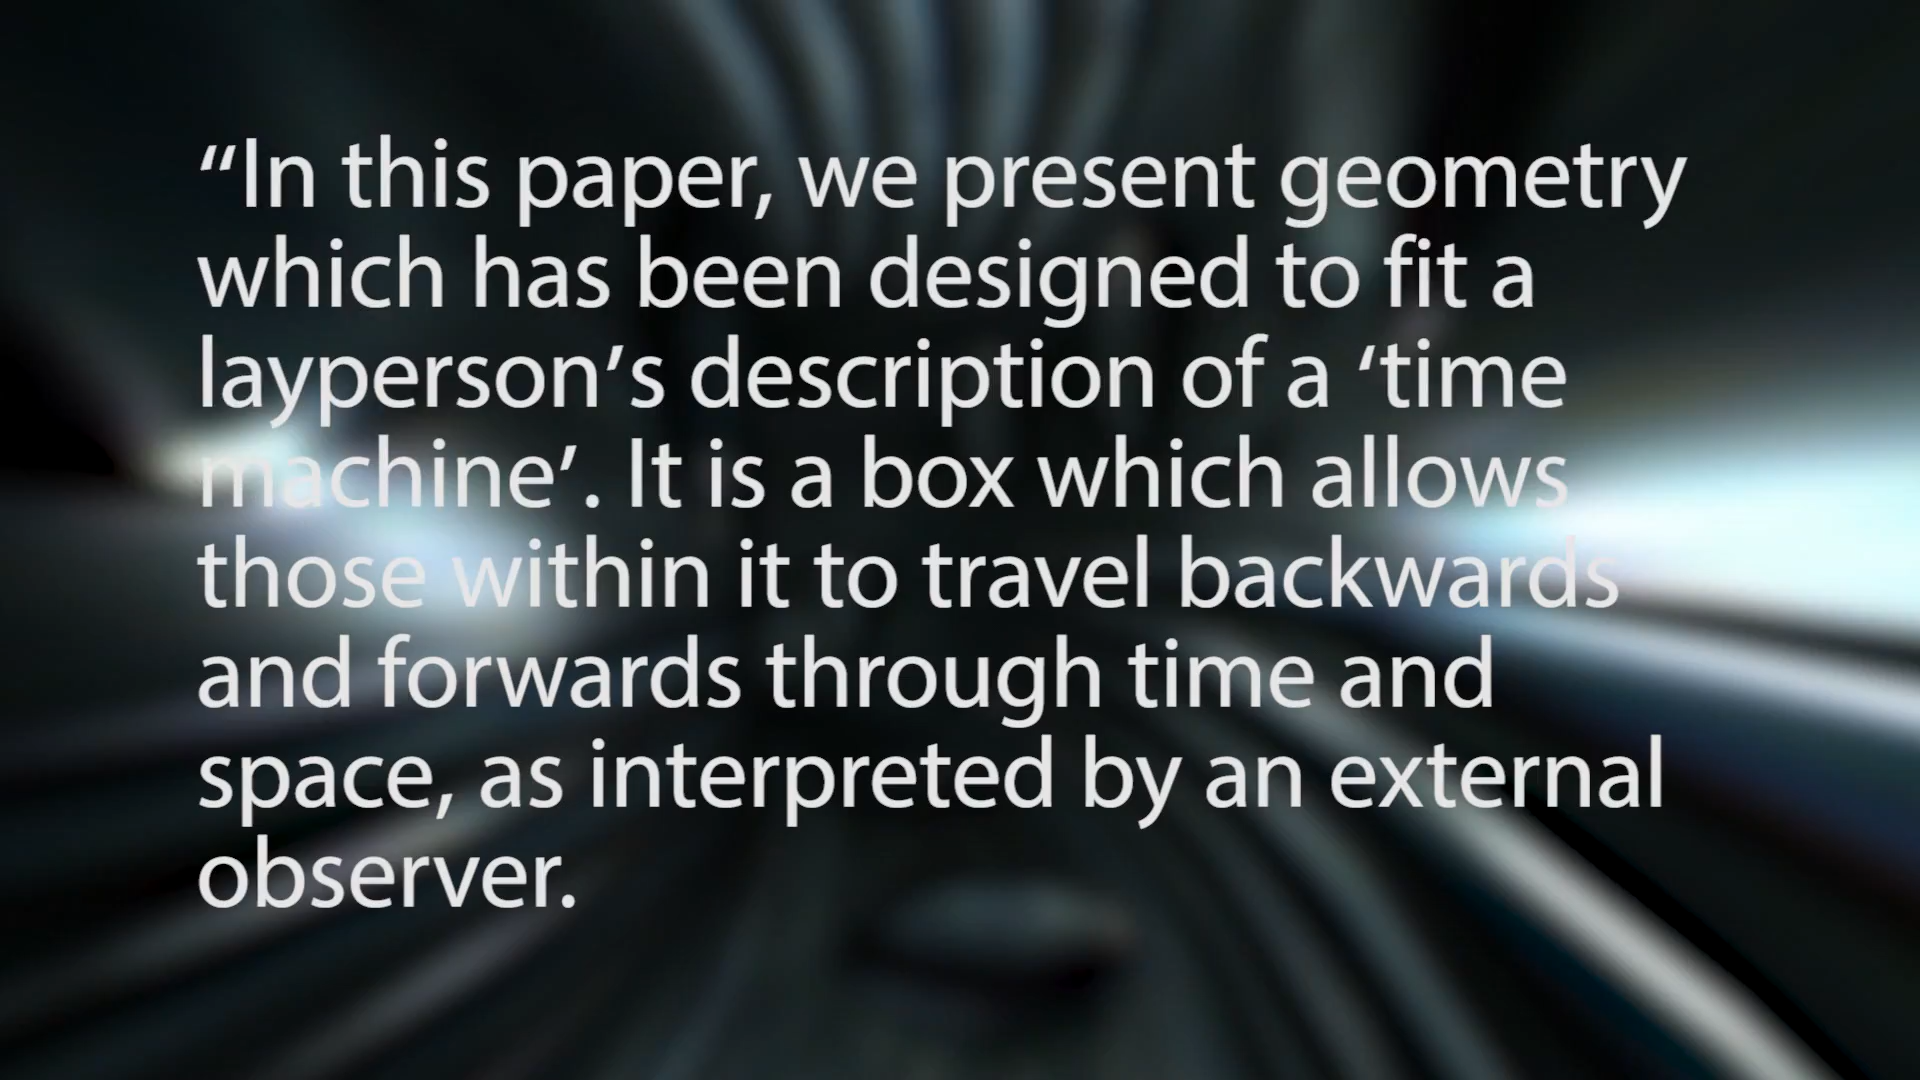 “In this paper, we present geometry
which has been designed to fit a
layperson’s description of a ‘time
machine’. It is a box which allows
those within it to travel backwards
and forwards through time and
space, as interpreted by an external
observer.